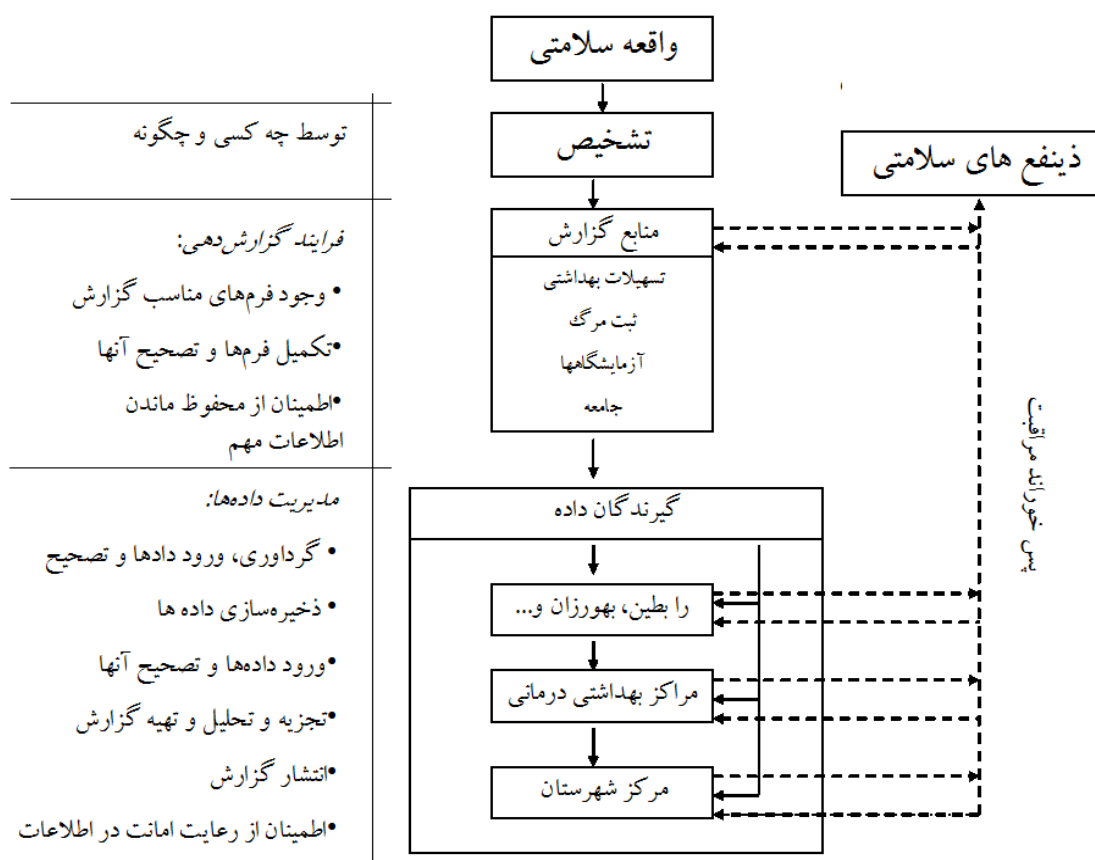 واقعه سلامتی
توسط چه کسی و چگونه
تشخیص
ذینفع های سلامتی
فرایند گزارش‌دهی:
• وجود فرم‌های مناسب گزارش
•تکمیل فرم‌ها و تصحیح آنها
•اطمینان از محفوظ ماندن
اطلاعات مهم
منابع گزارش
تسهیلات بهداشتی
ثبت مرگ
آزمایشگاهها
جامعه
پس خوراند مراقبت
مدیریت داده‌ها:
• گرداوری، ورود دادها و تصحیح
• ذخیره‌سازی داده ها
•ورود داده‌ها و تصحیح آنها
•تجزیه و تحلیل و تهیه گزارش
•انتشار گزارش
•اطمینان از رعایت امانت در اطلاعات
گیرندگان داده
را بطین، بهورزان و...
مراکز بهداشتی درمانی
مرکز شهرستان